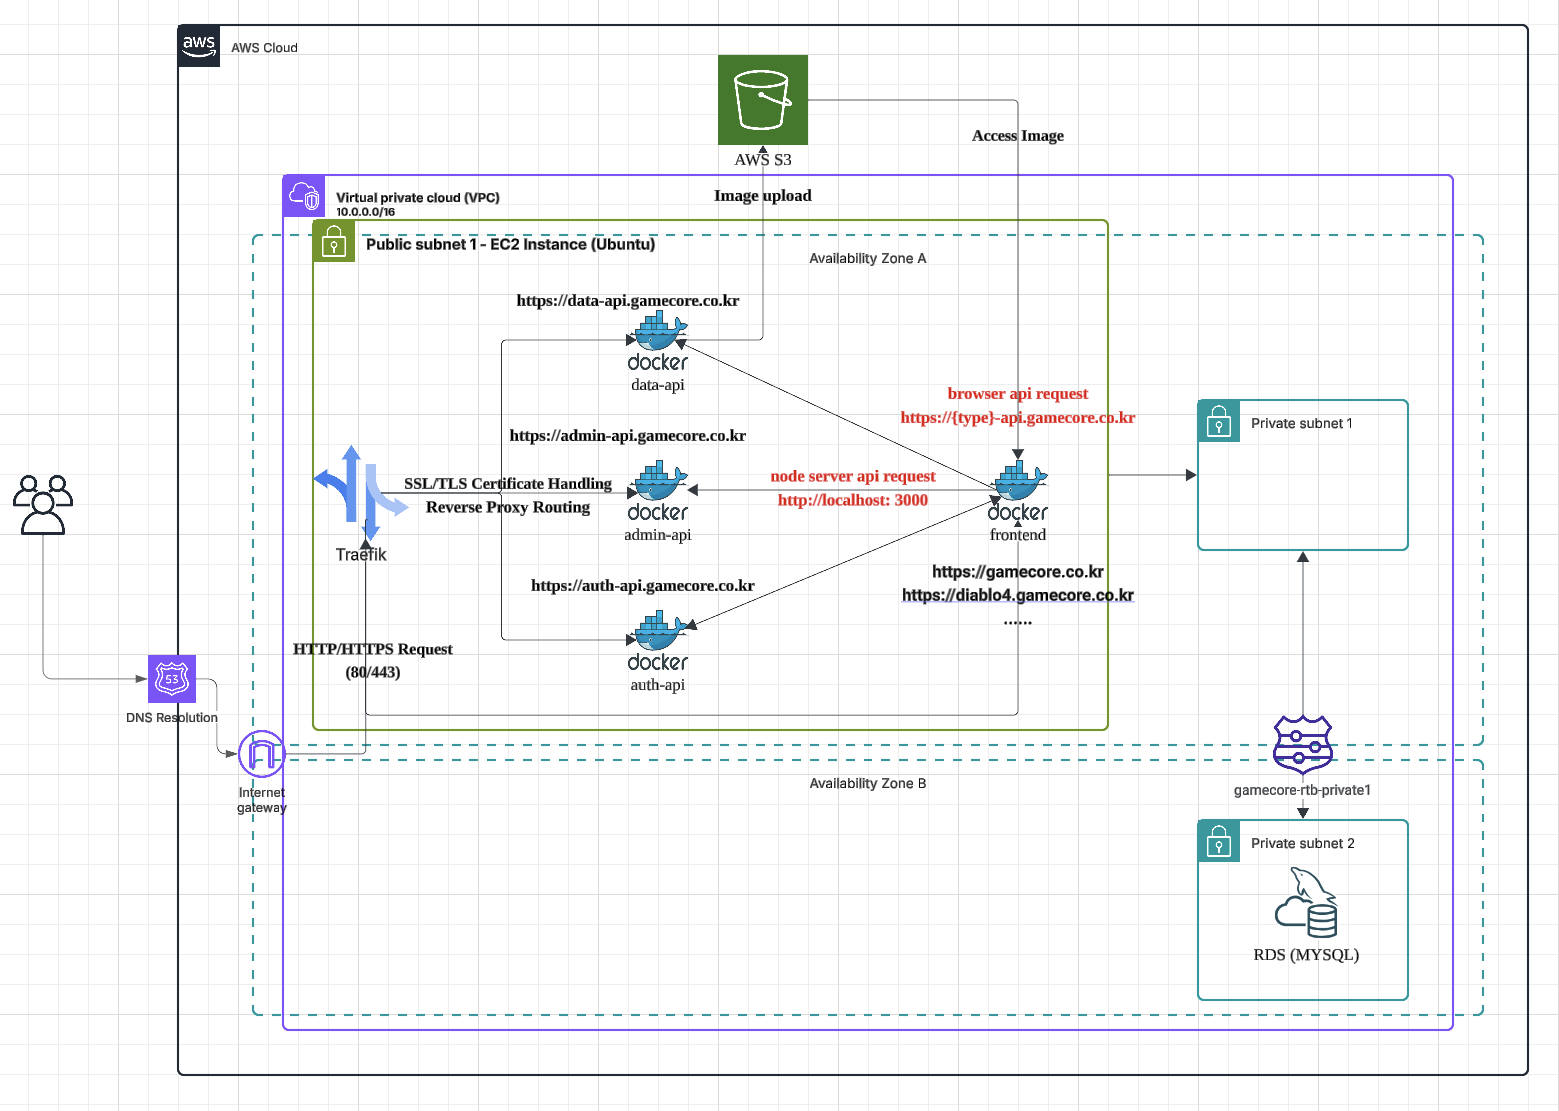 aws
AWS Cloud
AWS S3
Access Image
Image upload
Virtual private cloud (VPC)
10.0.0.0/16
Public subnet 1 - EC2 Instance (Ubuntu)
Availability Zone A
https://data-api.gamecore.co.kr
docker
data-api
browser api request
https://{type}-api.gamecore.co.kr
Private subnet 1
https://admin-api.gamecore.co.kr
SSL/TLS Certificate Handling
Reverse Proxy Routing
node server api request
http://localhost: 3000
docker
admin-api
docker
frontend
Traefik
https://gamecore.co.kr
https://diablo4.gamecore.co.kr
......
https://auth-api.gamecore.co.kr
docker
auth-api
HTTP/HTTPS Request
(80/443)
53
DNS Resolution
Internet
gateway
Availability Zone B
gamecore-rtb-private1
Private subnet 2
RDS (MYSQL)